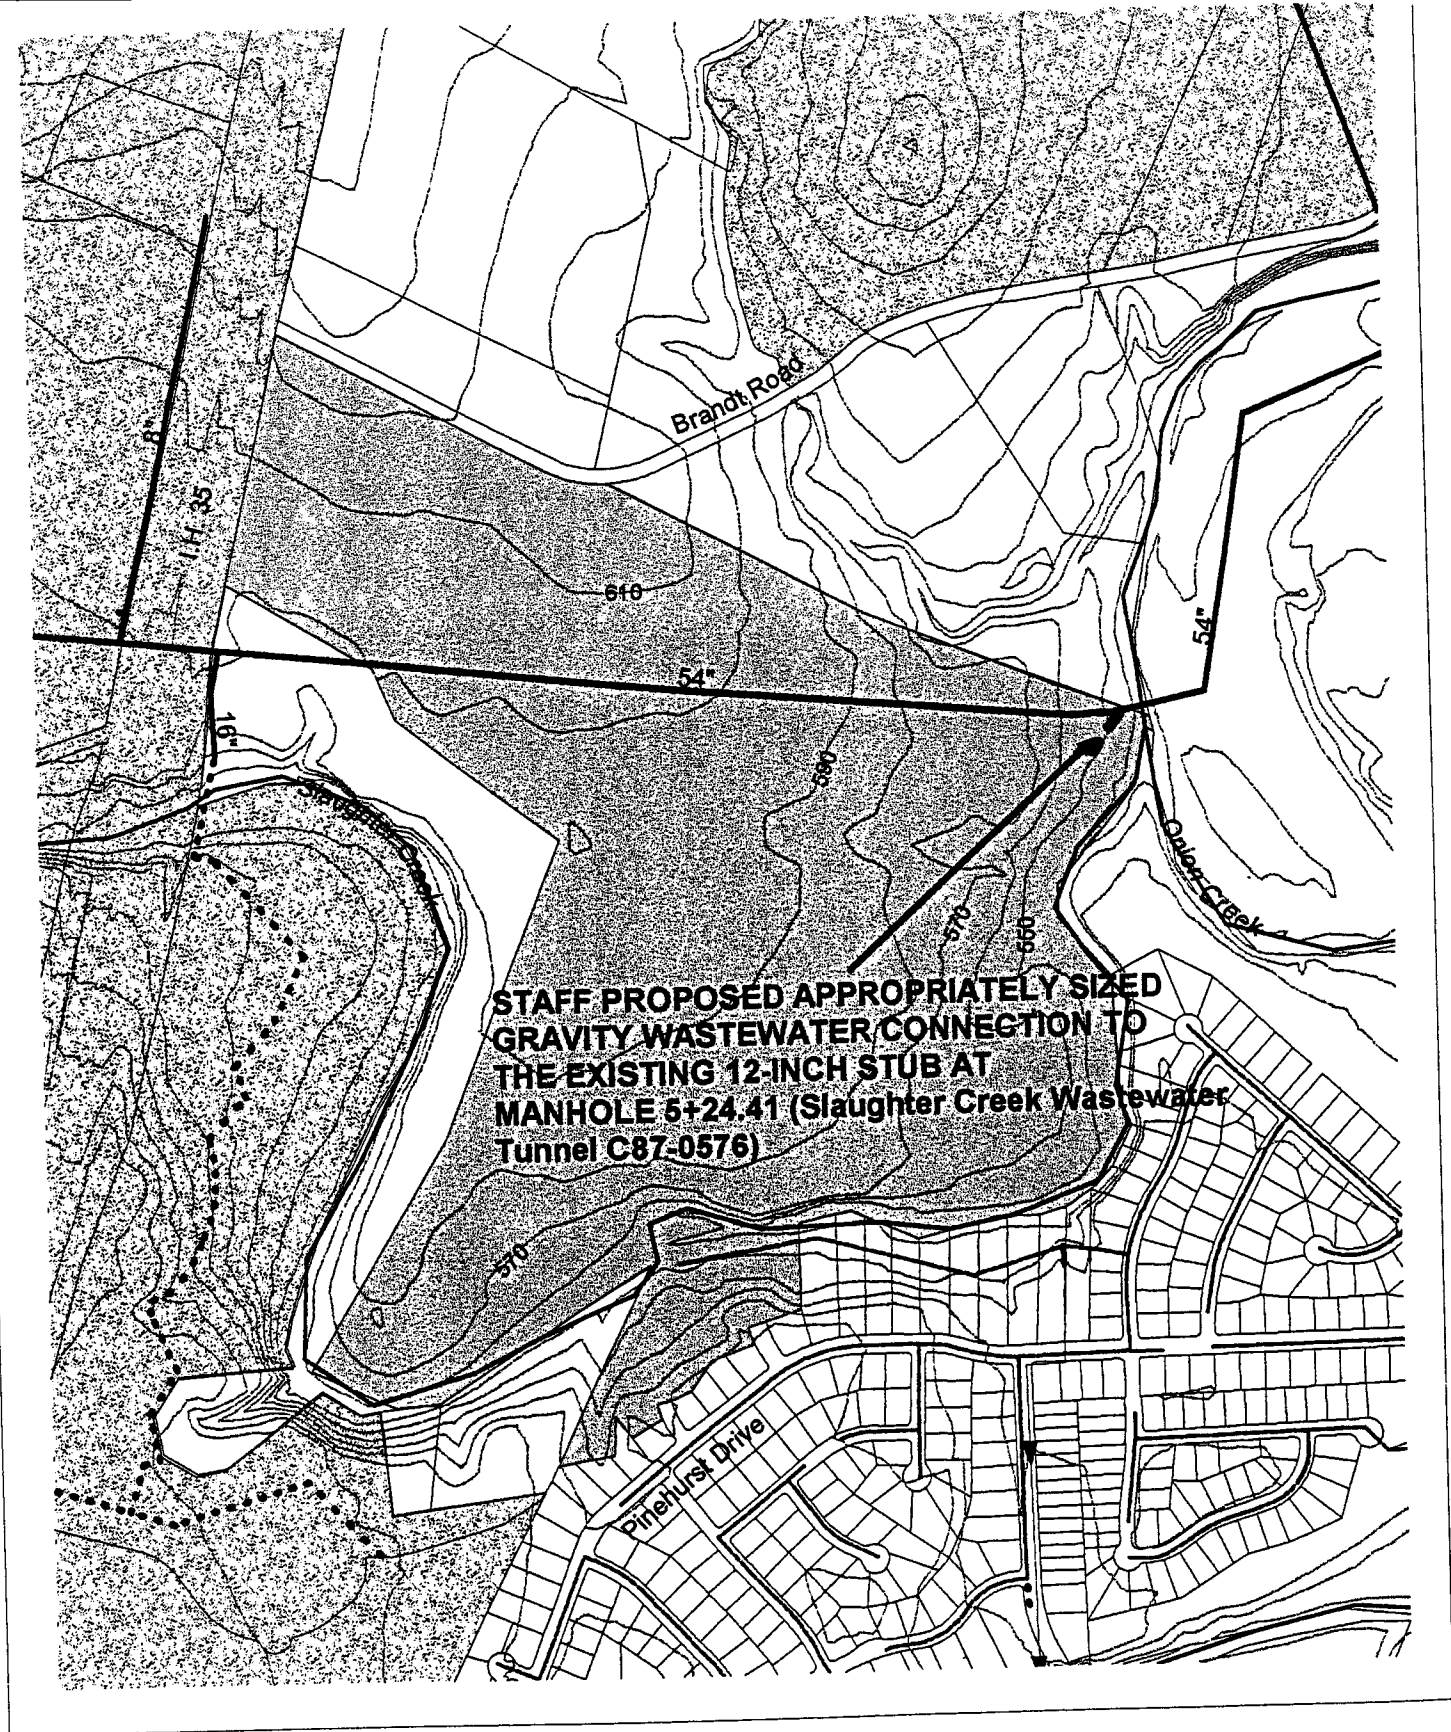 Brandt Road
8"
IH 35
610
54"
54"
16"
590
Slaughter Creek
Onion Creek
570
550
STAFF PROPOSED APPROPRIATELY SIZED
GRAVITY WASTEWATER CONNECTION TO
THE EXISTING 12-INCH STUB AT
MANHOLE 5+24.41 (Slaughter Creek Wastewater
Tunnel C87-0576)
570
Pinehurst Drive